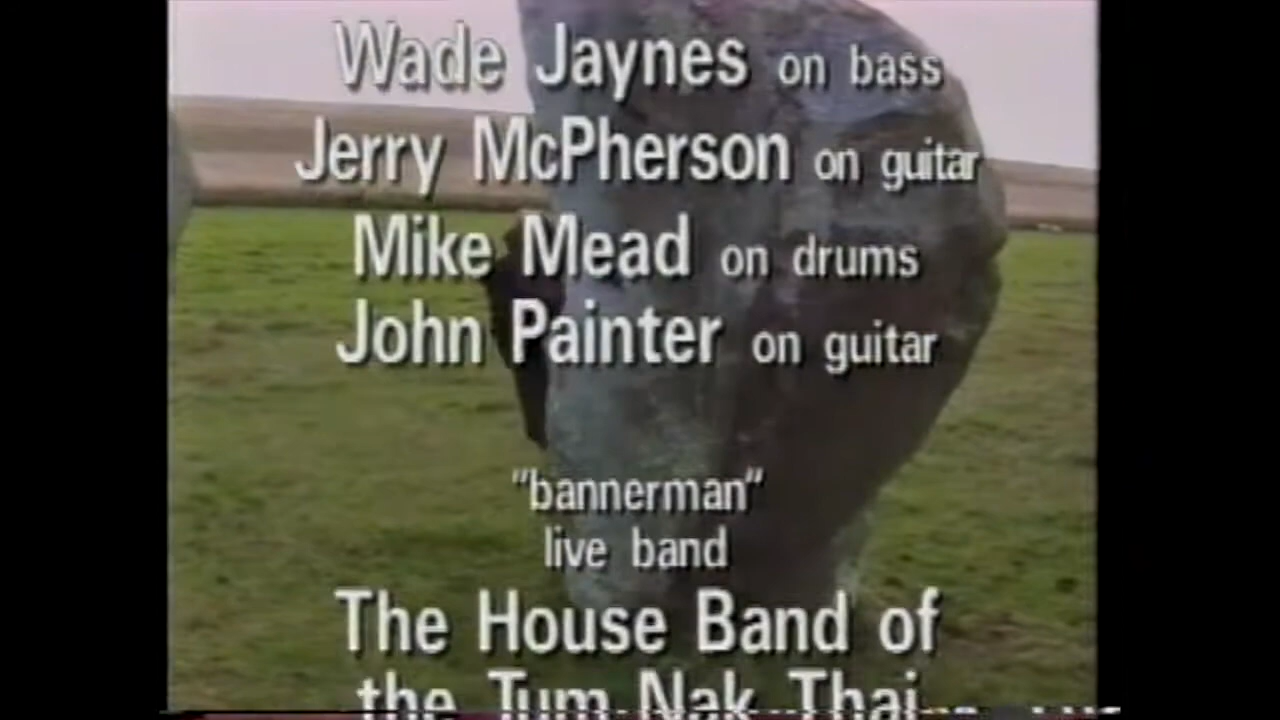 Wade Jaynes on bass
Jerry McPherson on guitar
Mike Mead on drums
John Painter on guitar
"bannerman"
live band
The House Band of
the Tum Nak Thai